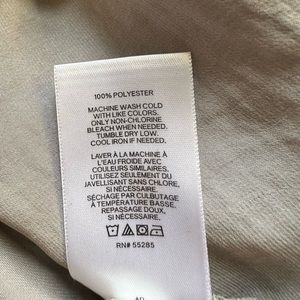 100% POLYESTER
MACHINE WASH COLD
WITH LIKE COLORS.
ONLY NON-CHLORINE
BLEACH WHEN NEEDED.
TUMBLE DRY LOW.
COOL IRON IF NEEDED.
LAVER À LA MACHINE À
L'EAU FROIDE AVEC
COULEURS SIMILAIRES.
UTILISEZ SEULEMENT DU
JAVELLISANT SANS CHLORE,
SI NÉCESSAIRE.
SÉCHAGE PAR CULBUTAGE
À TEMPÉRATURE BASSE.
REPASSAGE DOUX,
SI NÉCESSAIRE.
RN# 55285